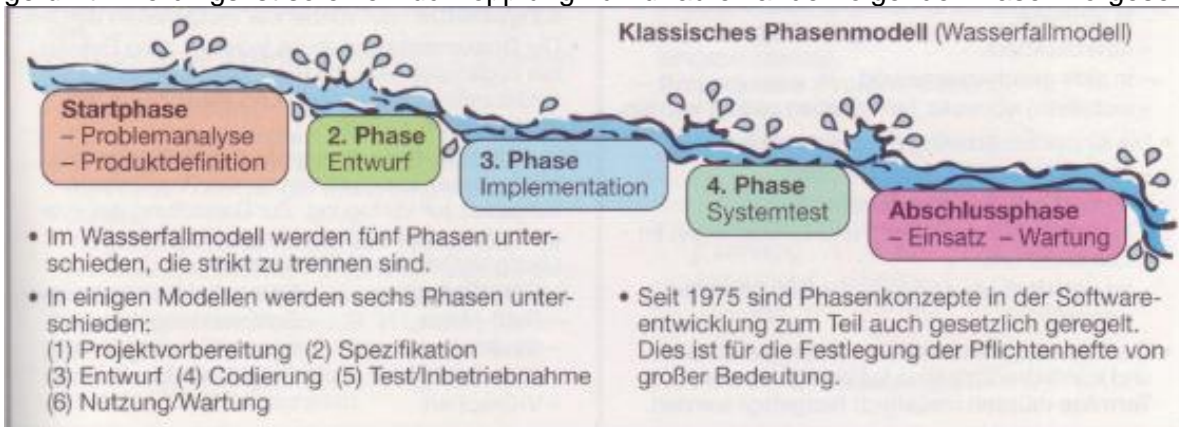 Klassisches Phasenmodell (Wasserfallmodell)
Startphase
– Problemanalyse
– Produktdefinition
2. Phase
Entwurf
3. Phase
Implementation
4. Phase
Systemtest
Abschlussphase
– Einsatz – Wartung
• Im Wasserfallmodell werden fünf Phasen unter-
schieden, die strikt zu trennen sind.
• In einigen Modellen werden sechs Phasen unter-
schieden:
(1) Projektvorbereitung (2) Spezifikation
(3) Entwurf (4) Codierung (5) Test/Inbetriebnahme
(6) Nutzung/Wartung
• Seit 1975 sind Phasenkonzepte in der Software-
entwicklung zum Teil auch gesetzlich geregelt.
Dies ist für die Festlegung der Pflichtenhefte von
großer Bedeutung.